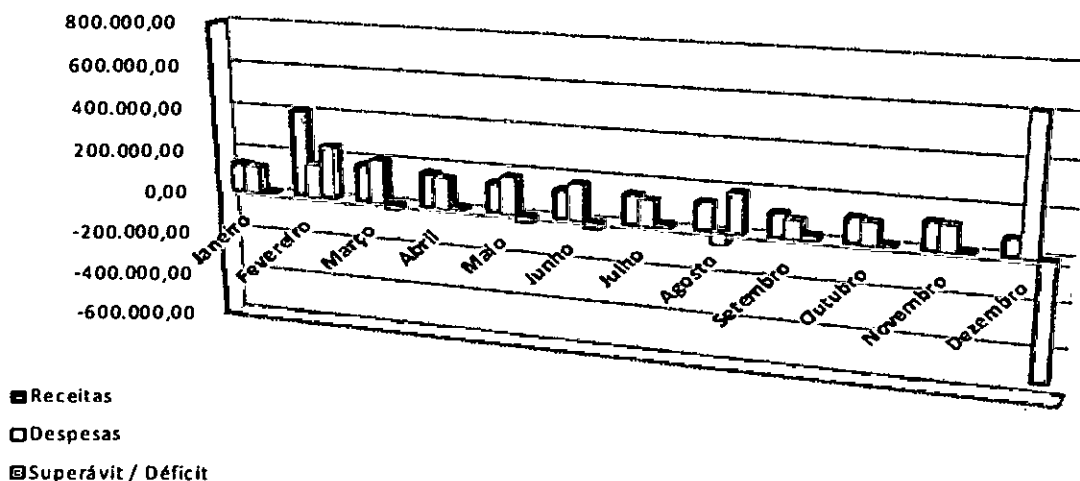 800.000,00
600.000,00
400.000,00
200.000,00
0,00
-200.000,00
-400.000,00
-600.000,00
Janeiro
Fevereiro
Março
Abril
Maio
Junho
Julho
Agosto
Setembro
Outubro
Novembro
Dezembro
Receitas
Despesas
Superávit / Déficit